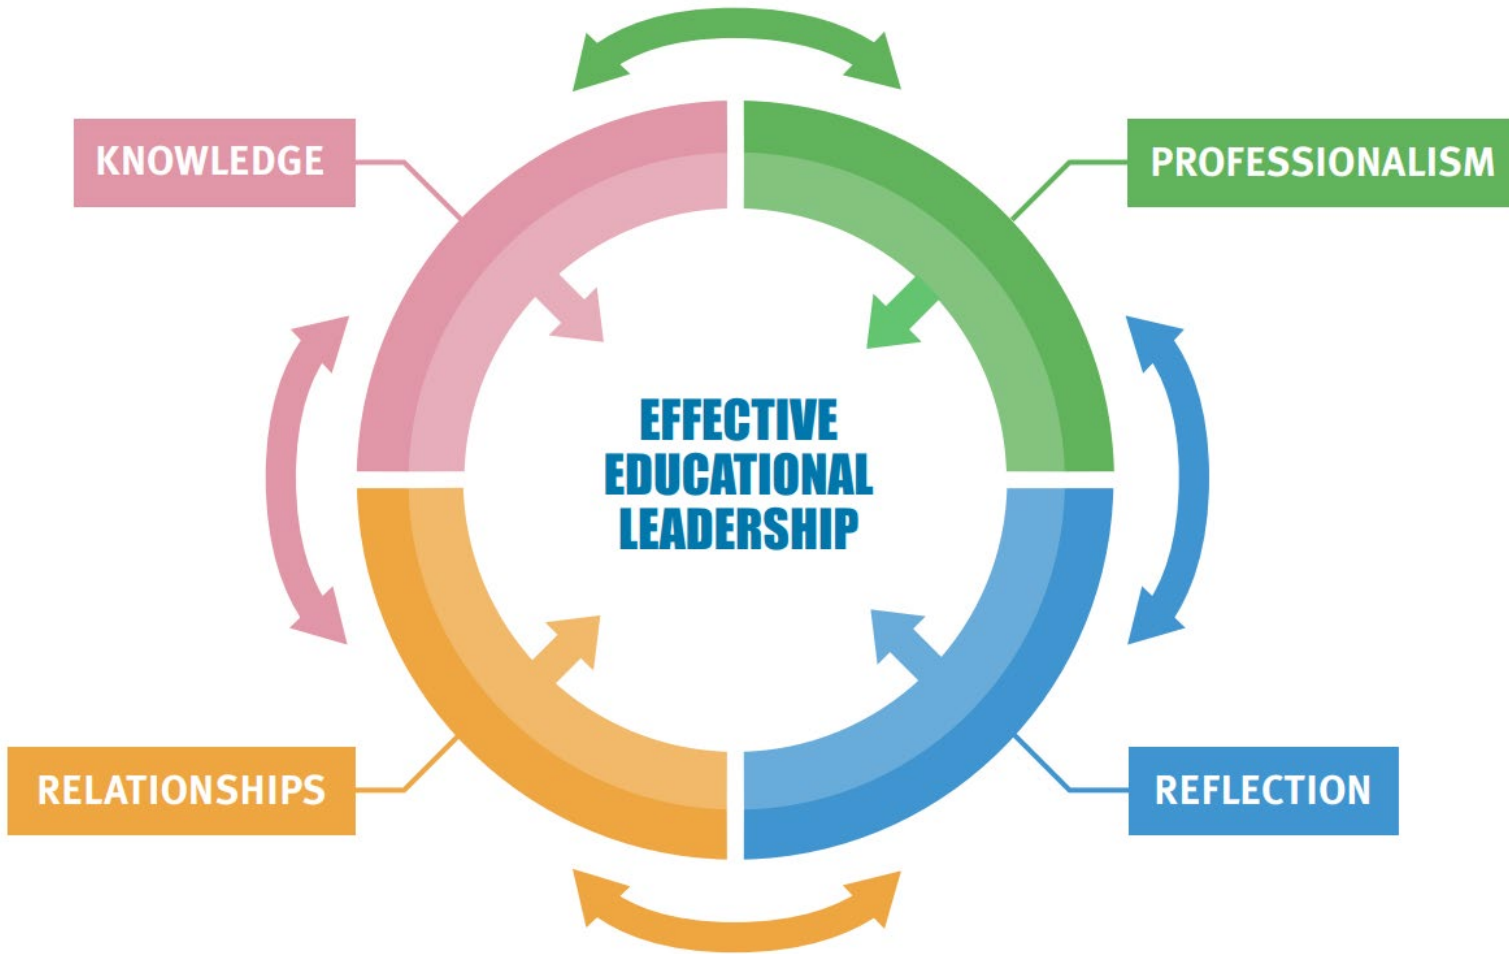 KNOWLEDGE
PROFESSIONALISM
EFFECTIVE
EDUCATIONAL
LEADERSHIP
RELATIONSHIPS
REFLECTION